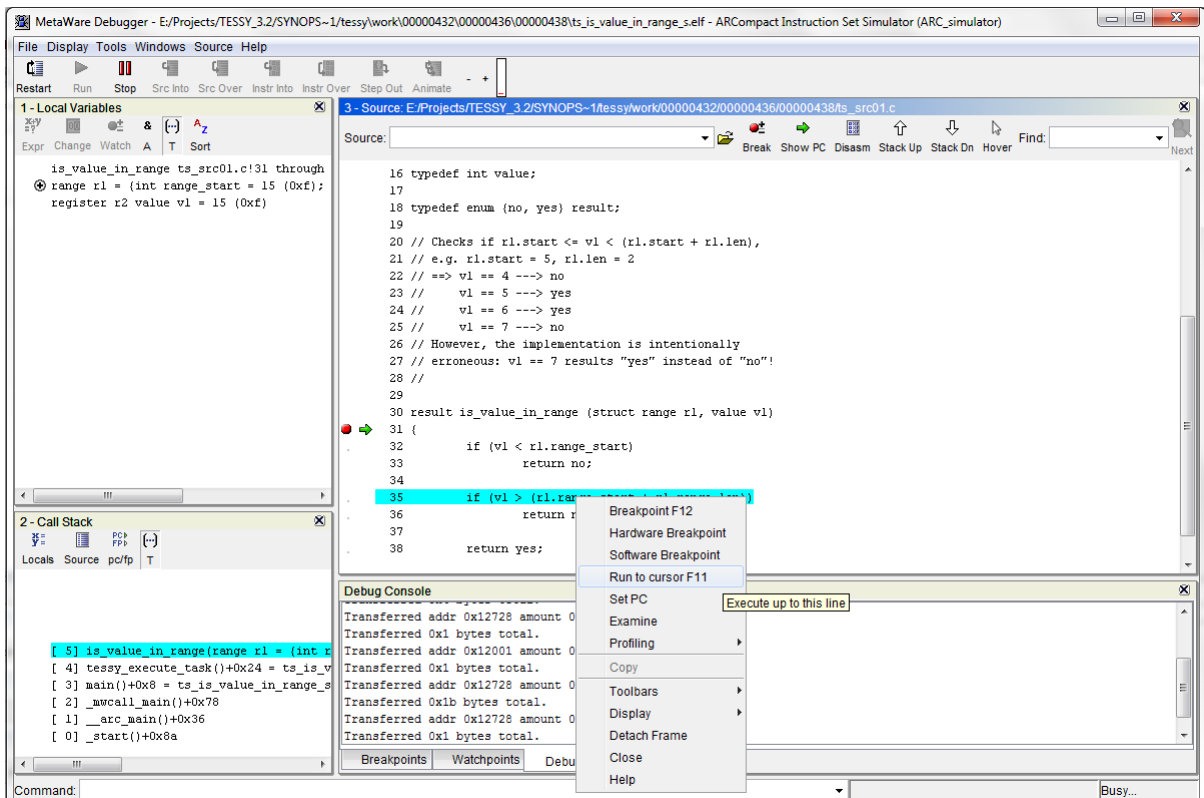 MetaWare Debugger - E:/Projects/TESSY_3.2/SYNOPS~1/tessy\work\00000432\00000436\00000438\ts_is_value_in_range_s.elf - ARCompact Instruction Set Simulator (ARC_simulator)
File Display Tools Windows Source Help
Restart Run Stop Src Into Src Over Instr Into Instr Over Step Out Animate - +
1 - Local Variables
Expr Change Watch A T Sort
is_value_in_range ts_src01.c!31 through
range r1 = {int range_start = 15 (0xf);
register r2 value v1 = 15 (0xf)
2 - Call Stack
Locals Source pc/fp T
[ 5] is_value_in_range(range r1 = {int r
[ 4] tessy_execute_task()+0x24 = ts_is_v
[ 3] main()+0x8 = ts_is_value_in_range_s
[ 2] _mwcall_main()+0x78
[ 1] __arc_main()+0x36
[ 0] _start()+0x8a
3 - Source: E:/Projects/TESSY_3.2/SYNOPS~1/tessy/work/00000432/00000436/00000438/ts_src01.c
Source: Break Show PC Disasm Stack Up Stack Dn Hover Find: Next
16 typedef int value;
17
18 typedef enum {no, yes} result;
19
20 // Checks if r1.start <= v1 < (r1.start + r1.len),
21 // e.g. r1.start = 5, r1.len = 2
22 // ==> v1 == 4 ---> no
23 // v1 == 5 ---> yes
24 // v1 == 6 ---> yes
25 // v1 == 7 ---> no
26 // However, the implementation is intentionally
27 // erroneous: v1 == 7 results "yes" instead of "no"!
28 //
29
30 result is_value_in_range (struct range r1, value v1)
31 {
32 if (v1 < r1.range_start)
33 return no;
34
35 if (v1 > (r1.range_start + r1.range_len))
36 return
37
38 return yes;
Breakpoint F12
Hardware Breakpoint
Software Breakpoint
Run to cursor F11
Set PC
Examine
Profiling
Copy
Toolbars
Display
Detach Frame
Close
Help
Execute up to this line
Debug Console
Transferred addr 0x12728 amount 0
Transferred 0x1 bytes total.
Transferred addr 0x12001 amount 0
Transferred 0x1 bytes total.
Transferred addr 0x12728 amount 0
Transferred 0x1b bytes total.
Transferred addr 0x12728 amount 0
Transferred 0x1 bytes total.
Breakpoints Watchpoints Debu
Command: Busy...